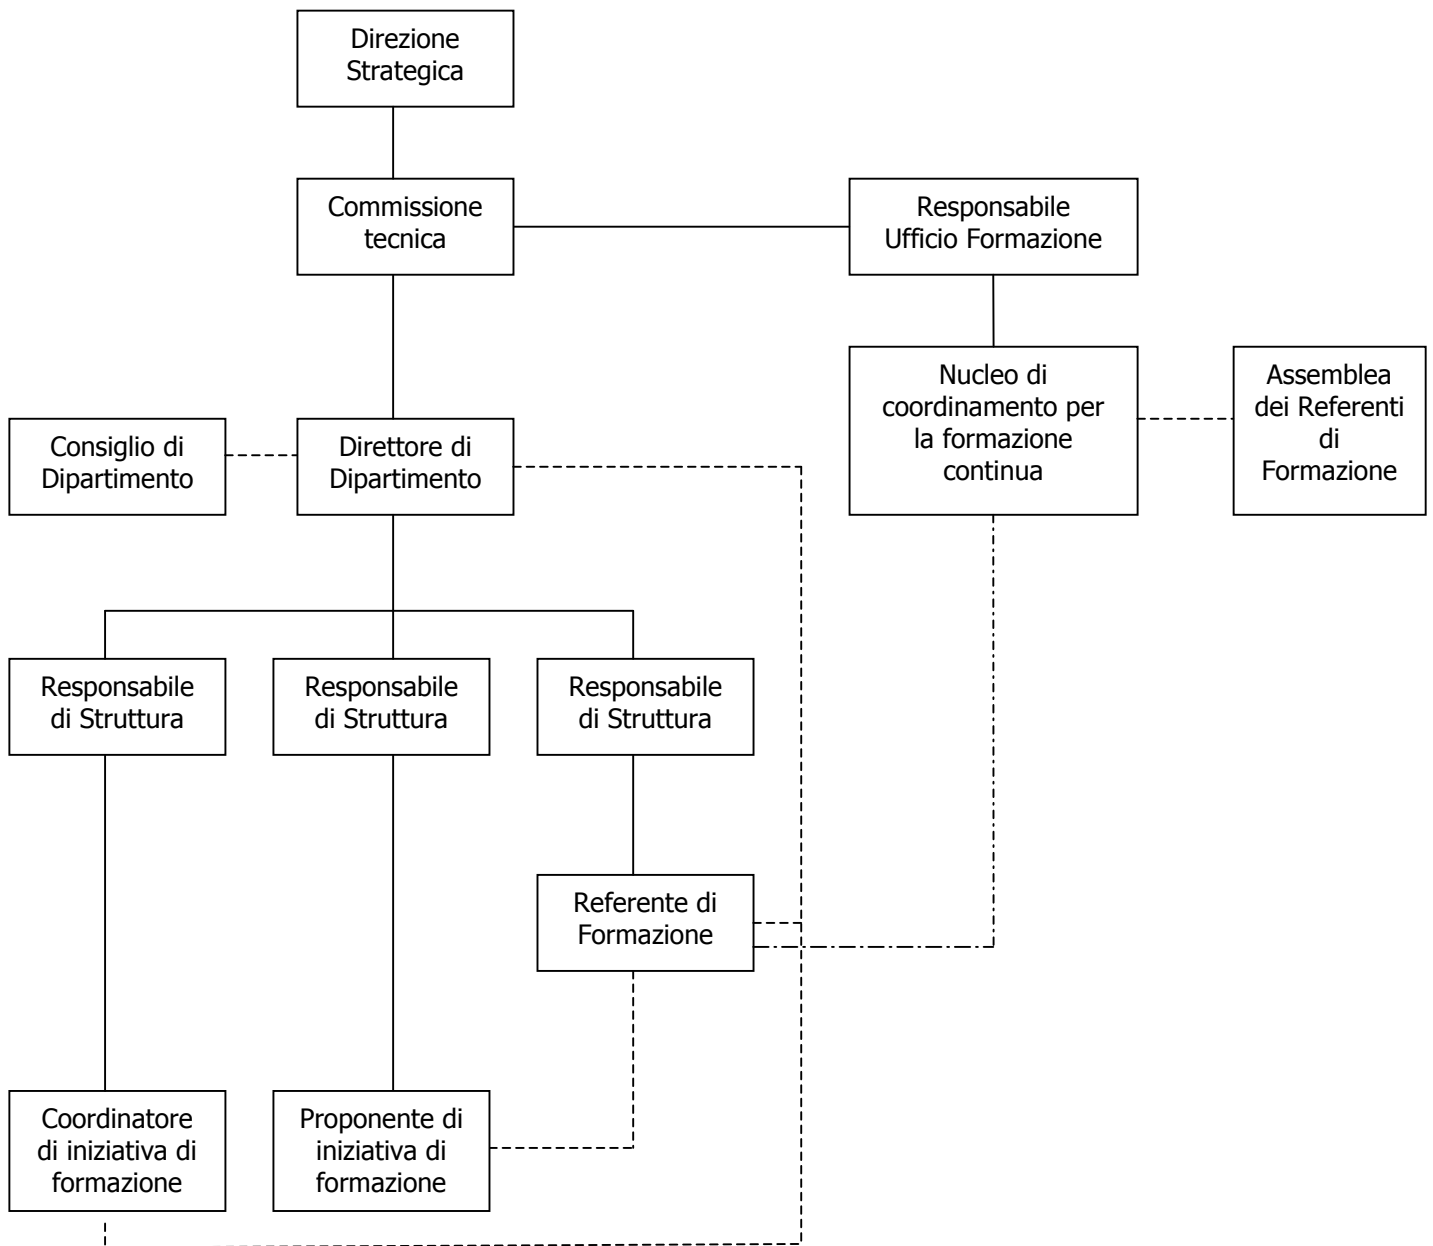 Direzione
Strategica
Commissione
tecnica
Responsabile
Ufficio Formazione
Nucleo di
coordinamento per
la formazione
continua
Assemblea
dei Referenti
di
Formazione
Consiglio di
Dipartimento
Direttore di
Dipartimento
Responsabile
di Struttura
Responsabile
di Struttura
Responsabile
di Struttura
Referente di
Formazione
Coordinatore
di iniziativa di
formazione
Proponente di
iniziativa di
formazione